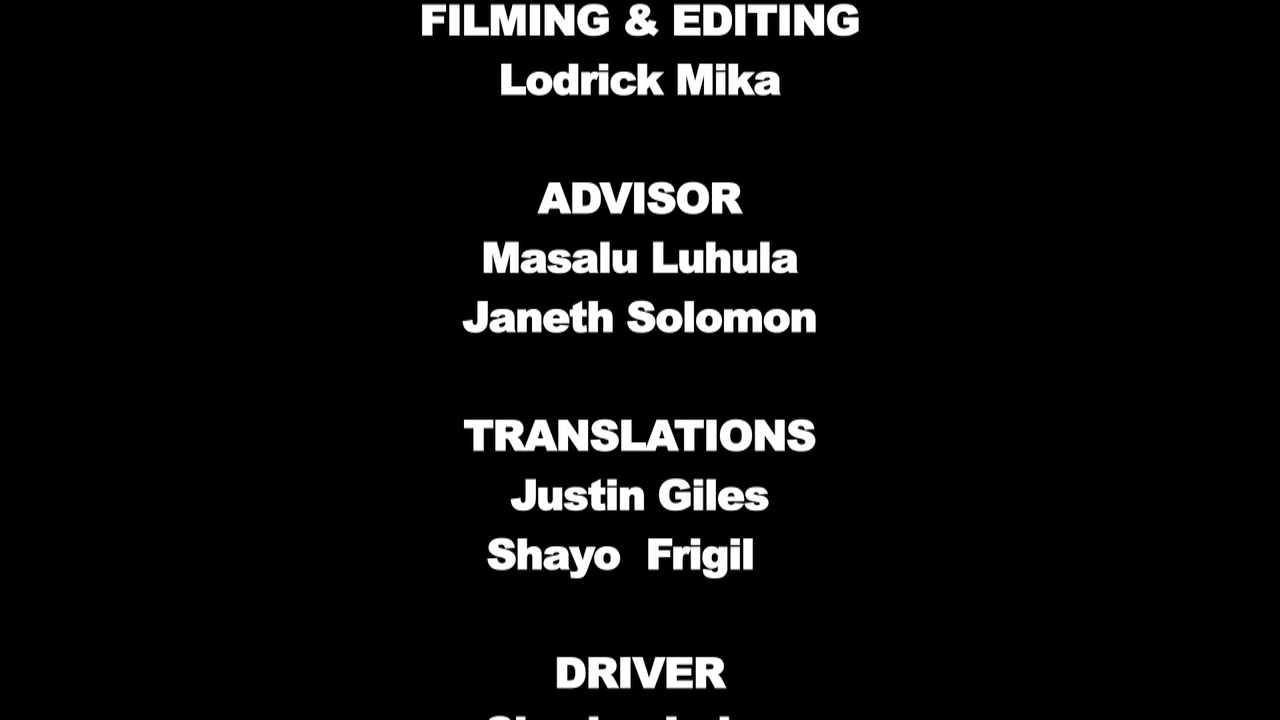 FILMING & EDITING
Lodrick Mika
ADVISOR
Masalu Luhula
Janeth Solomon
TRANSLATIONS
Justin Giles
Shayo  Frigil
DRIVER